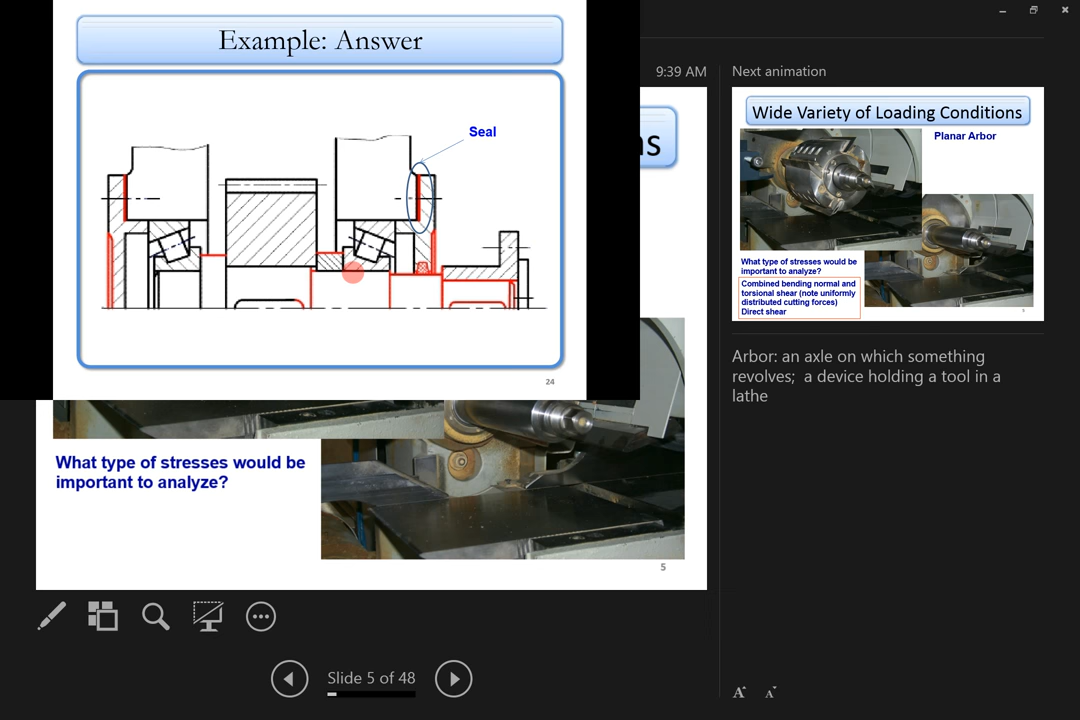 Example: Answer
Seal
24
9:39 AM
ns
What type of stresses would be
important to analyze?
5
Slide 5 of 48
Next animation
Wide Variety of Loading Conditions
Planar Arbor
What type of stresses would be
important to analyze?
Combined bending normal and
torsional shear (note uniformly
distributed cutting forces)
Direct shear
5
Arbor: an axle on which something
revolves; a device holding a tool in a
lathe
A A